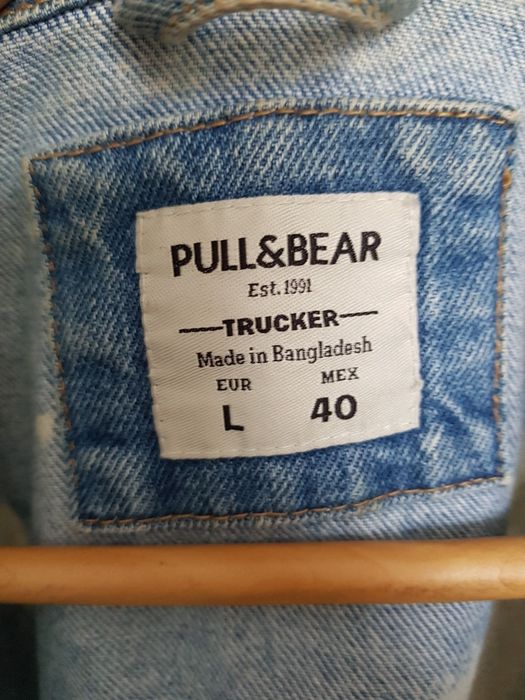 PULL&BEAR
Est. 1991
TRUCKER
Made in Bangladesh
EUR MEX
L 40